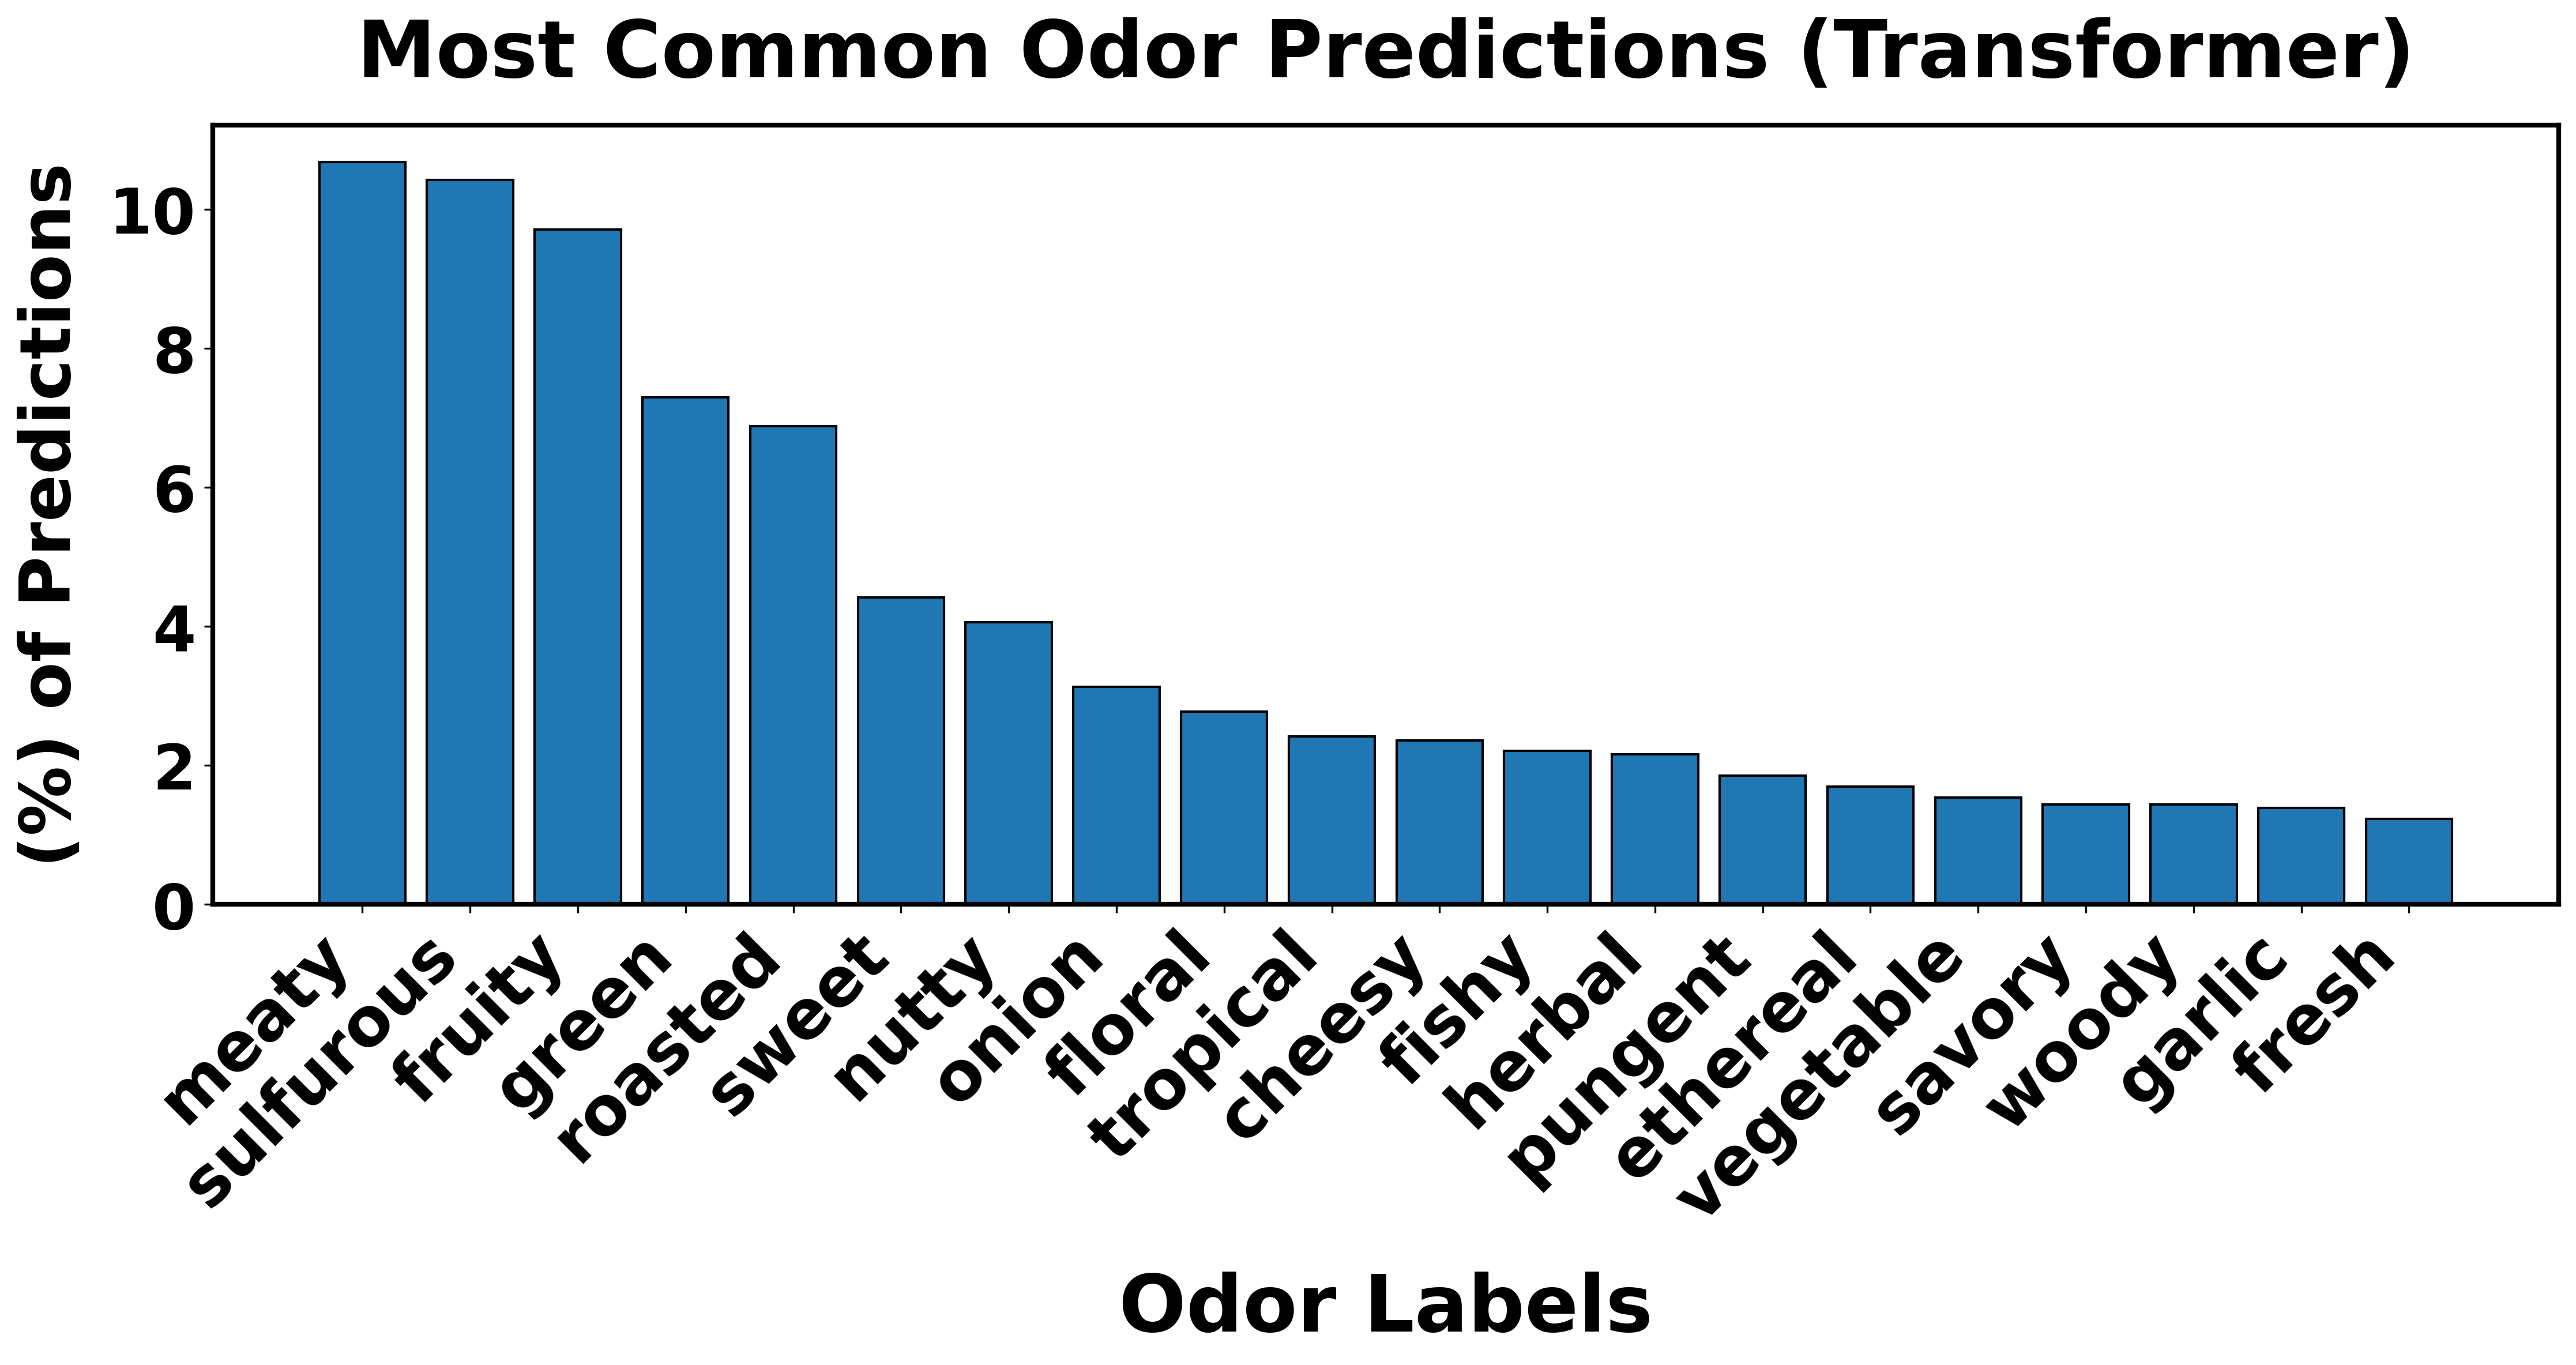 Most Common Odor Predictions (Transformer)
(%) of Predictions
10
8
6
4
2
0
meaty
sulfurous
fruity
green
roasted
sweet
nutty
onion
floral
tropical
cheesy
fishy
herbal
pungent
ethereal
vegetable
savory
woody
garlic
fresh
Odor Labels